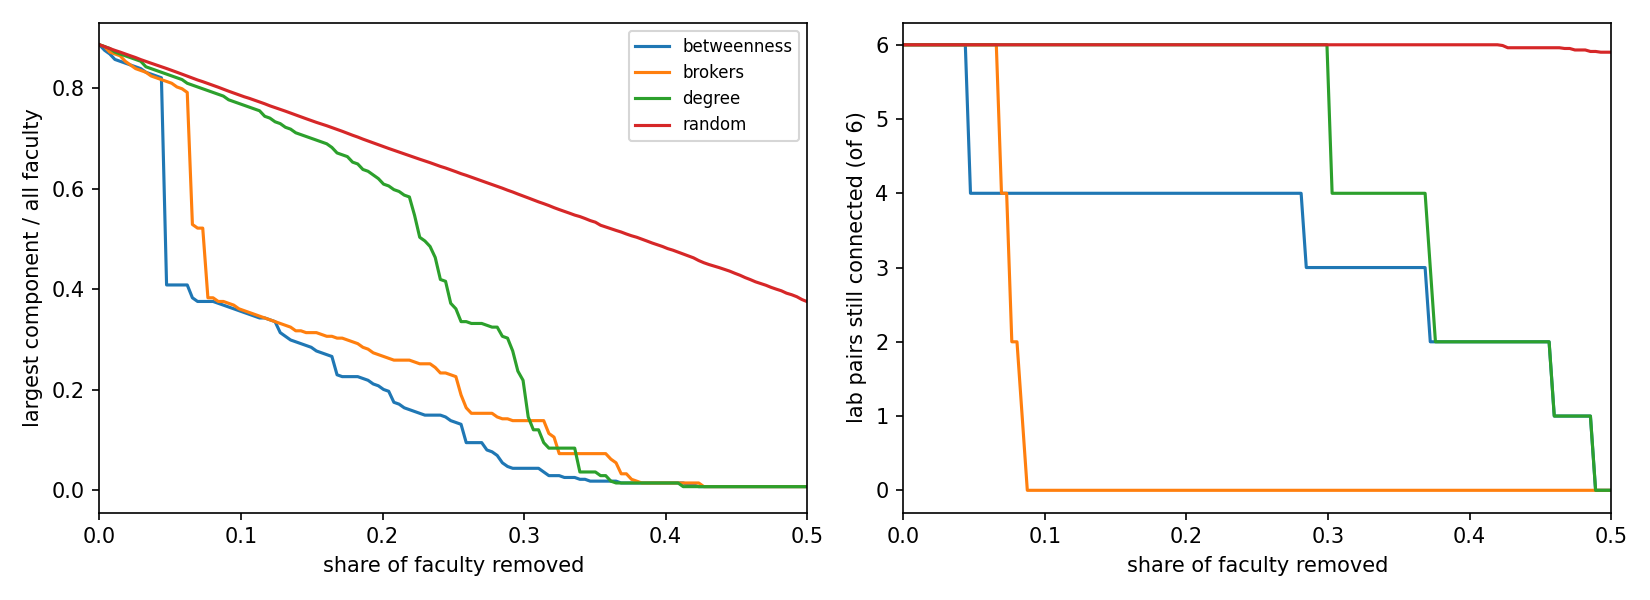 largest component / all faculty
0.8
0.6
0.4
0.2
0.0
0.0 0.1 0.2 0.3 0.4 0.5
share of faculty removed
betweenness
brokers
degree
random
lab pairs still connected (of 6)
6
5
4
3
2
1
0
0.0 0.1 0.2 0.3 0.4 0.5
share of faculty removed